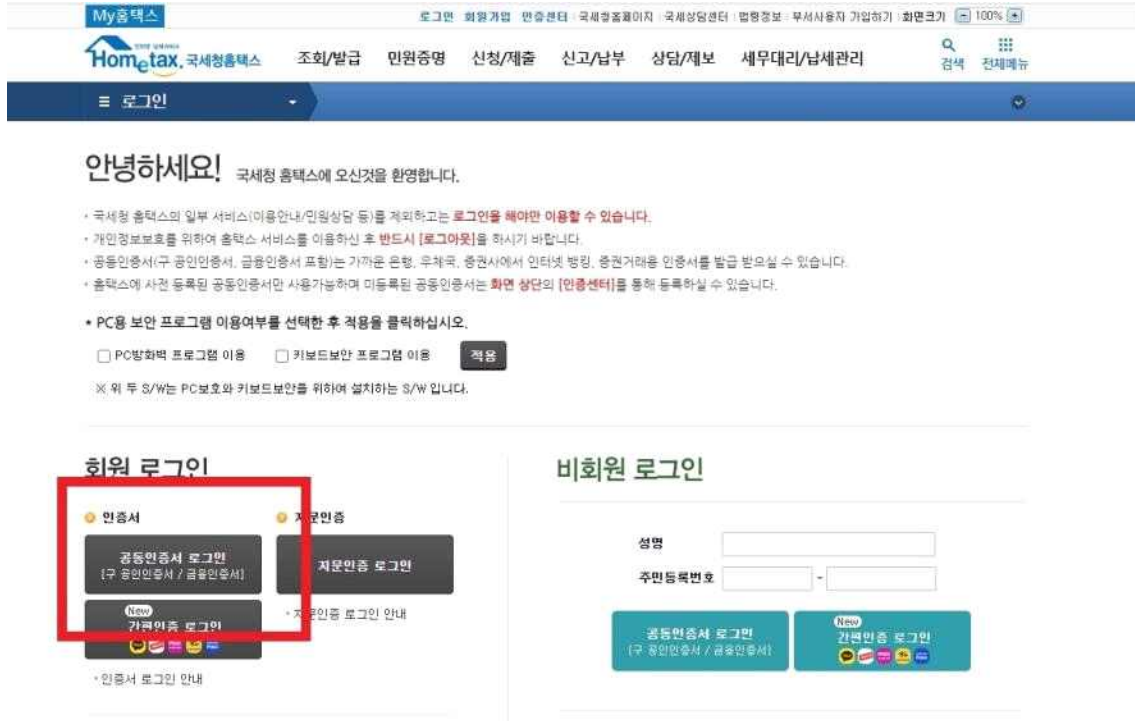 My홈택스
로그인 회원가입 인증센터 국세청홈페이지 국세상담센터 법령정보 부서사용자 가입하기 화면크기 - 100% +
Hometax. 국세청홈택스 조회/발급 민원증명 신청/제출 신고/납부 상담/제보 세무대리/납세관리 검색 전체메뉴
로그인
안녕하세요! 국세청 홈택스에 오신것을 환영합니다.
• 국세청 홈택스의 일부 서비스(이용안내/민원상담 등)를 제외하고는 로그인을 해야만 이용할 수 있습니다.
• 개인정보보호를 위하여 홈택스 서비스를 이용하신 후 반드시 [로그아웃]을 하시기 바랍니다.
• 공동인증서(구 공인인증서, 금융인증서 포함)는 가까운 은행, 우체국, 증권사에서 인터넷 뱅킹, 증권거래용 인증서를 발급 받으실 수 있습니다.
• 홈택스에 사전 등록된 공동인증서만 사용가능하며 미등록된 공동인증서는 화면 상단의 [인증센터]를 통해 등록하실 수 있습니다.
* PC용 보안 프로그램 이용여부를 선택한 후 적용을 클릭하십시오.
PC방화벽 프로그램 이용 키보드보안 프로그램 이용 적용
※ 위 두 S/W는 PC보호와 키보드보안을 위하여 설치하는 S/W 입니다.
회원 로그인
인증서 지문인증
공동인증서 로그인
[구 공인인증서 / 금융인증서]
지문인증 로그인
New
간편인증 로그인
• 지문인증 로그인 안내
• 인증서 로그인 안내
비회원 로그인
성명
주민등록번호 -
공동인증서 로그인
[구 공인인증서 / 금융인증서]
New
간편인증 로그인